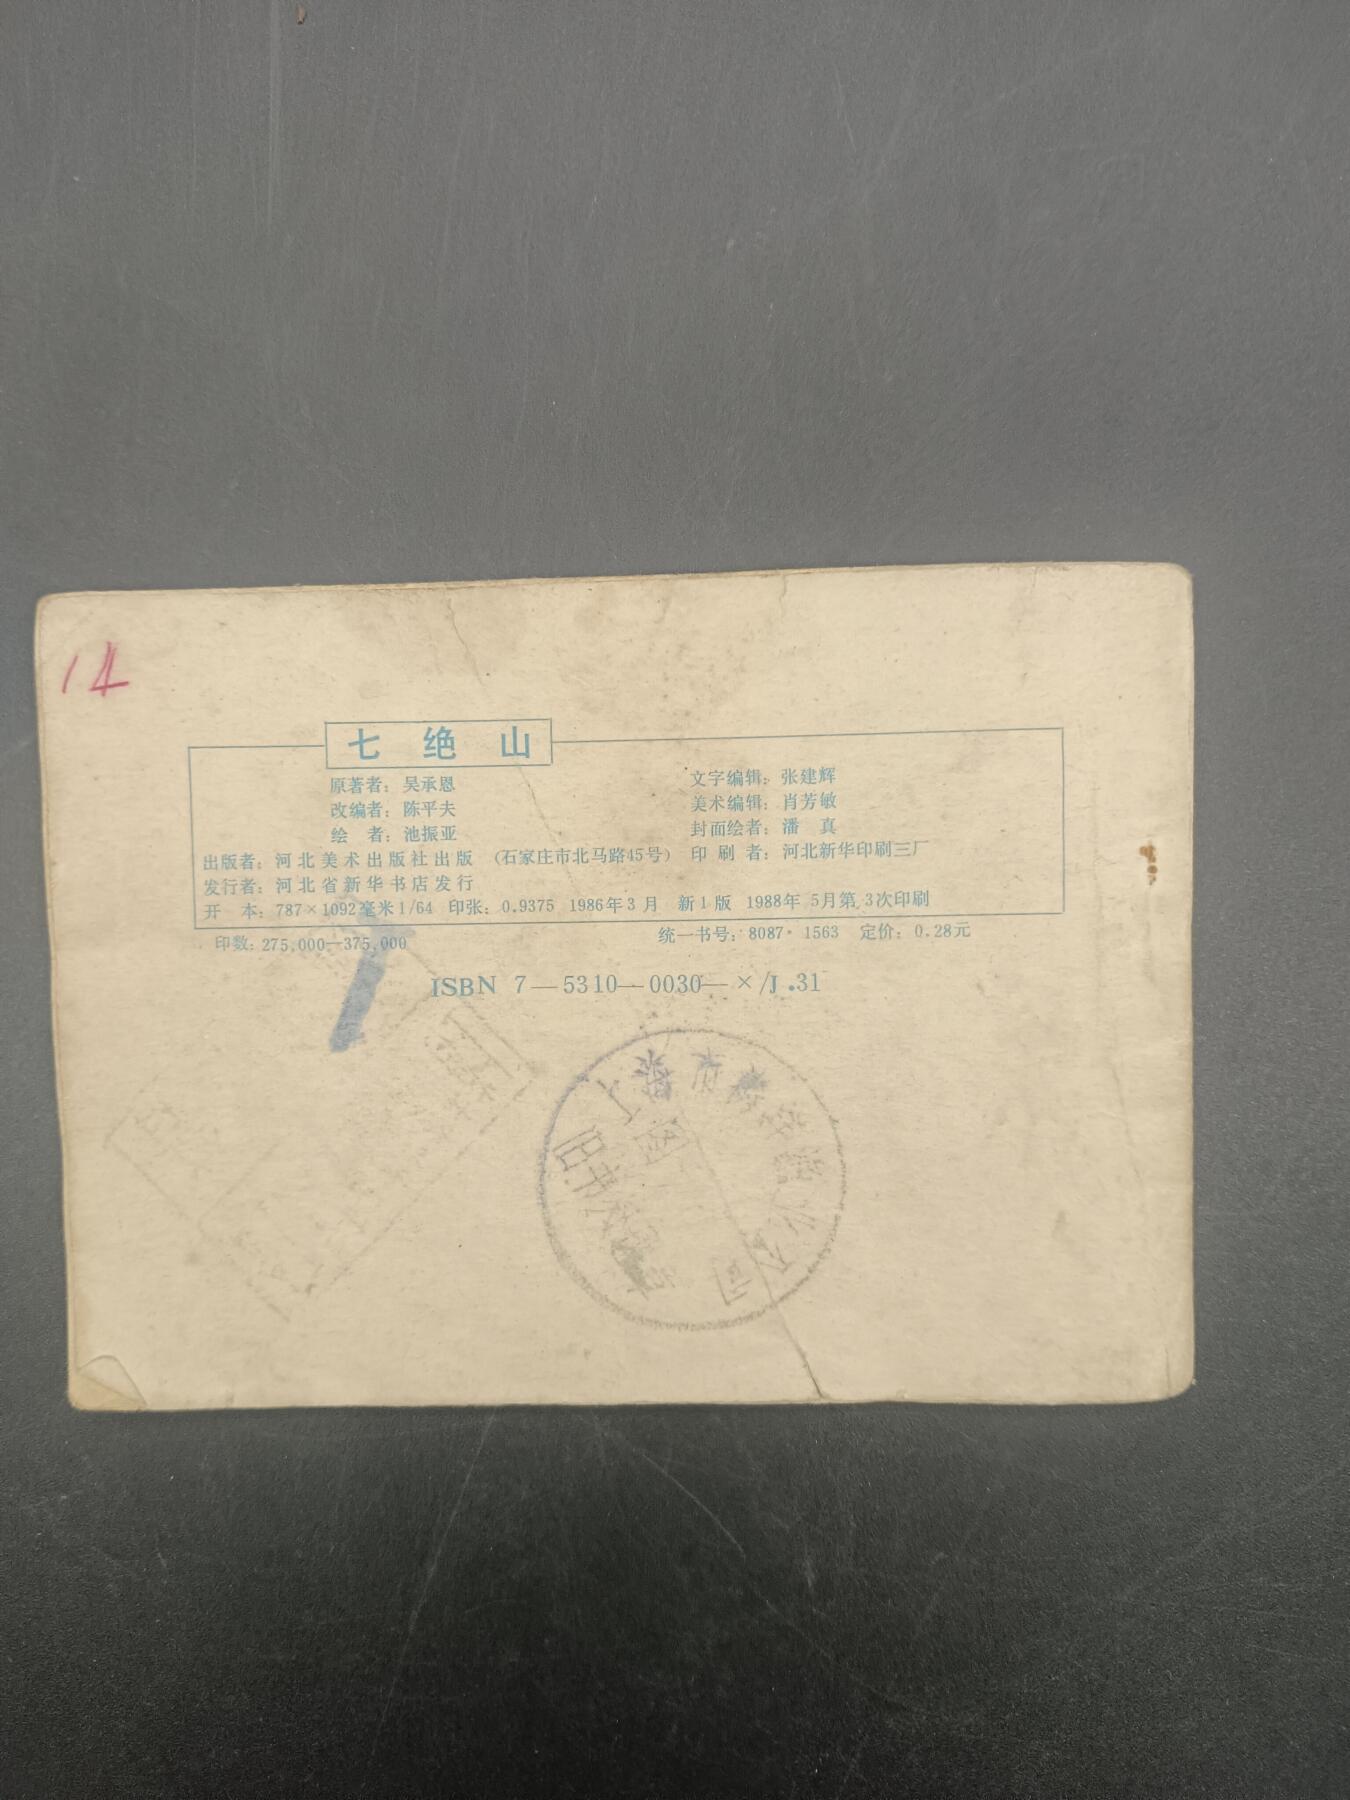 14
七绝山
原著者：吴承恩
文字编辑：张建辉
改编者：陈平夫
美术编辑：肖芳敏
绘　者：池振亚
封面绘者：潘　真
出版者：河北美术出版社出版　（石家庄市北马路45号）　印刷者：河北新华印刷三厂
发行者：河北省新华书店发行
开　本：787×1092毫米1/64　印张：0.9375　1986年3月　新1版　1988年 5月第 3次印刷
印数：275,000—375,000
统一书号：8087·1563　定价：0.28元
ISBN 7—5310—0030—×/J.31